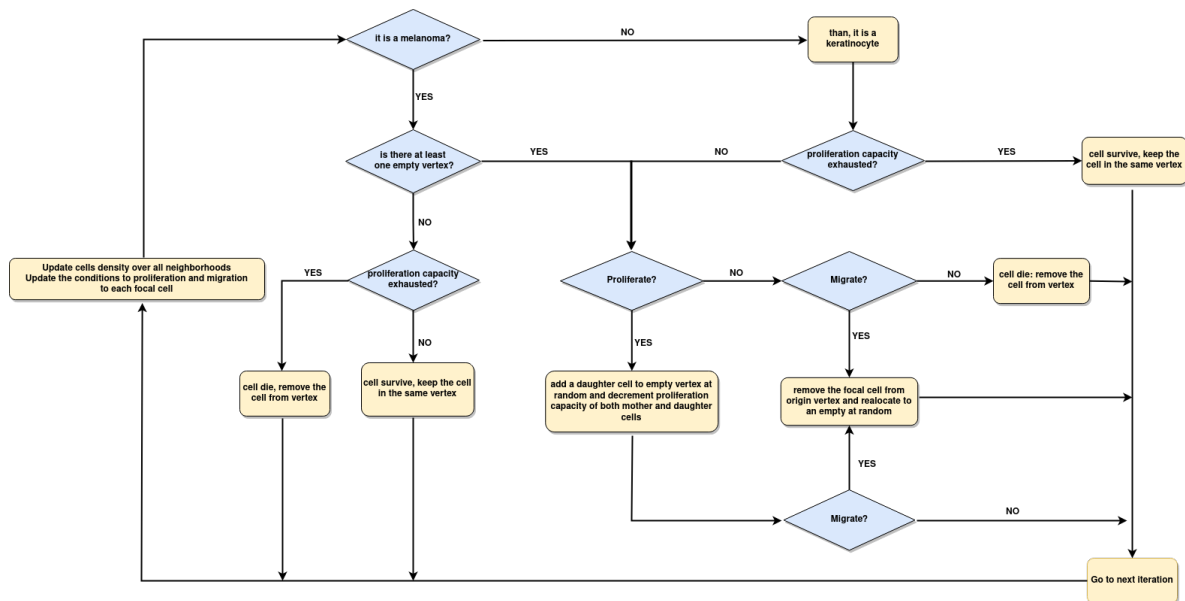 it is a melanoma?
NO
than, it is a
keratinocyte
YES
is there at least
one empty vertex?
YES
NO
proliferation capacity
exhausted?
YES
cell survive, keep the
cell in the same vertex
NO
Update cells density over all neighborhoods
Update the conditions to proliferation and migration
to each focal cell
YES
proliferation capacity
exhausted?
Proliferate?
NO
Migrate?
NO
cell die: remove the
cell from vertex
NO
YES
YES
cell die, remove the
cell from vertex
cell survive, keep the cell
in the same vertex
add a daughter cell to empty vertex at
random and decrement proliferation
capacity of both mother and daughter
cells
remove the focal cell from
origin vertex and realocate to
an empty at random
YES
Migrate?
NO
Go to next iteration